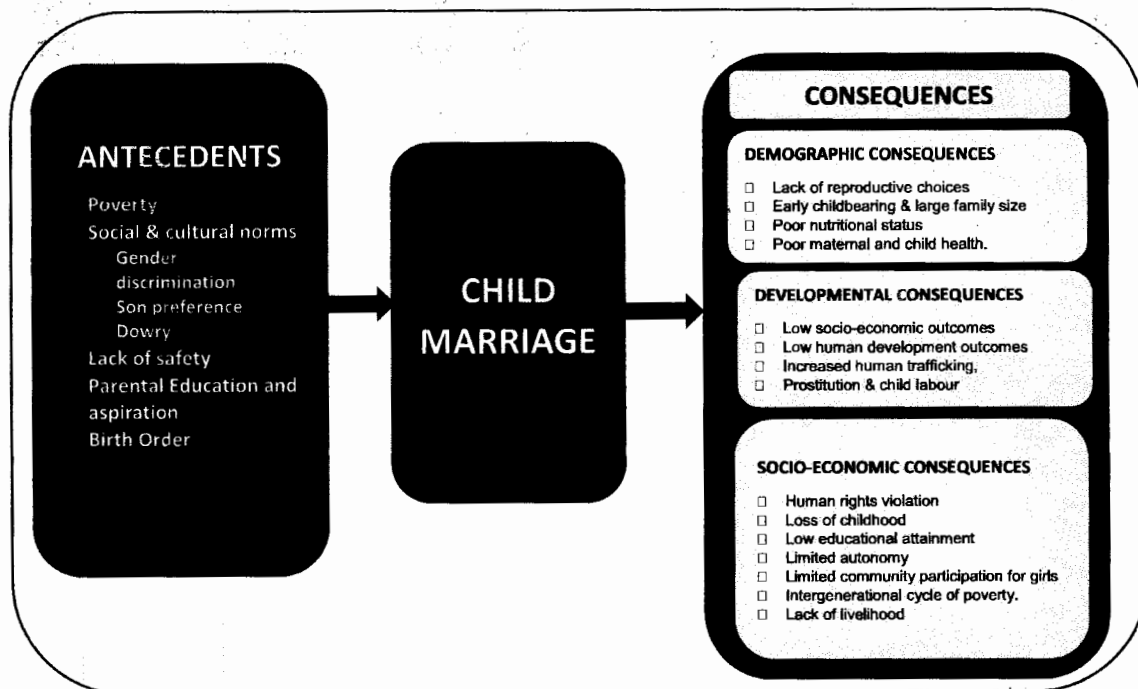 ANTECEDENTS
Poverty
Social & cultural norms
Gender
discrimination
Son preference
Dowry
Lack of safety
Parental Education and
aspiration
Birth Order
CHILD
MARRIAGE
CONSEQUENCES
DEMOGRAPHIC CONSEQUENCES
Lack of reproductive choices
Early childbearing & large family size
Poor nutritional status
Poor maternal and child health.
DEVELOPMENTAL CONSEQUENCES
Low socio-economic outcomes
Low human development outcomes
Increased human trafficking,
Prostitution & child labour
SOCIO-ECONOMIC CONSEQUENCES
Human rights violation
Loss of childhood
Low educational attainment
Limited autonomy
Limited community participation for girls
Intergenerational cycle of poverty.
Lack of livelihood